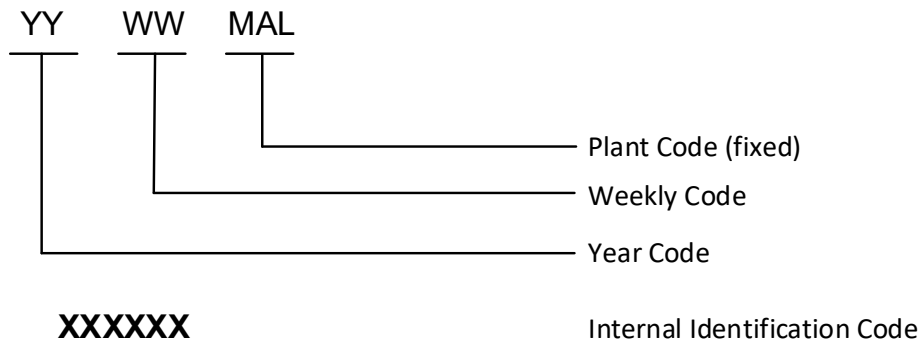 YY WW MAL
Plant Code (fixed)
Weekly Code
Year Code
XXXXXX Internal Identification Code